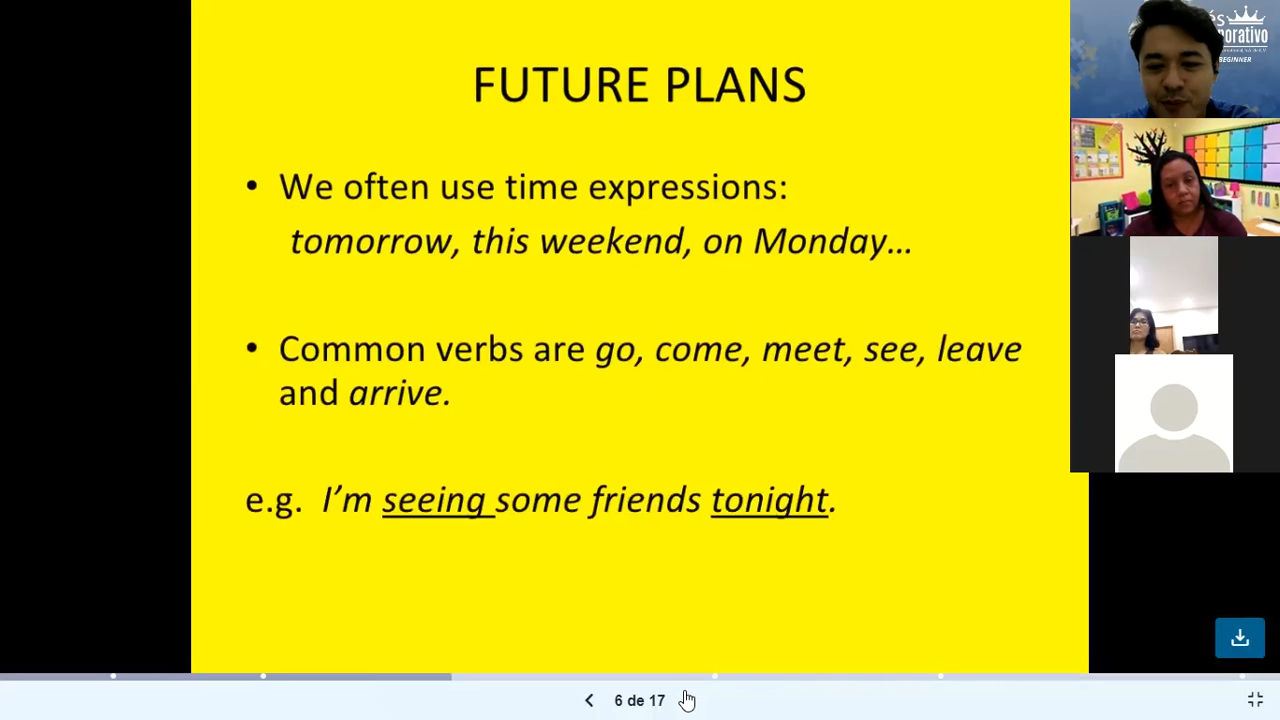 FUTURE PLANS
• We often use time expressions:
tomorrow, this weekend, on Monday…
• Common verbs are go, come, meet, see, leave
and arrive.
e.g. I'm seeing some friends tonight.
BEGINNER
6 de 17